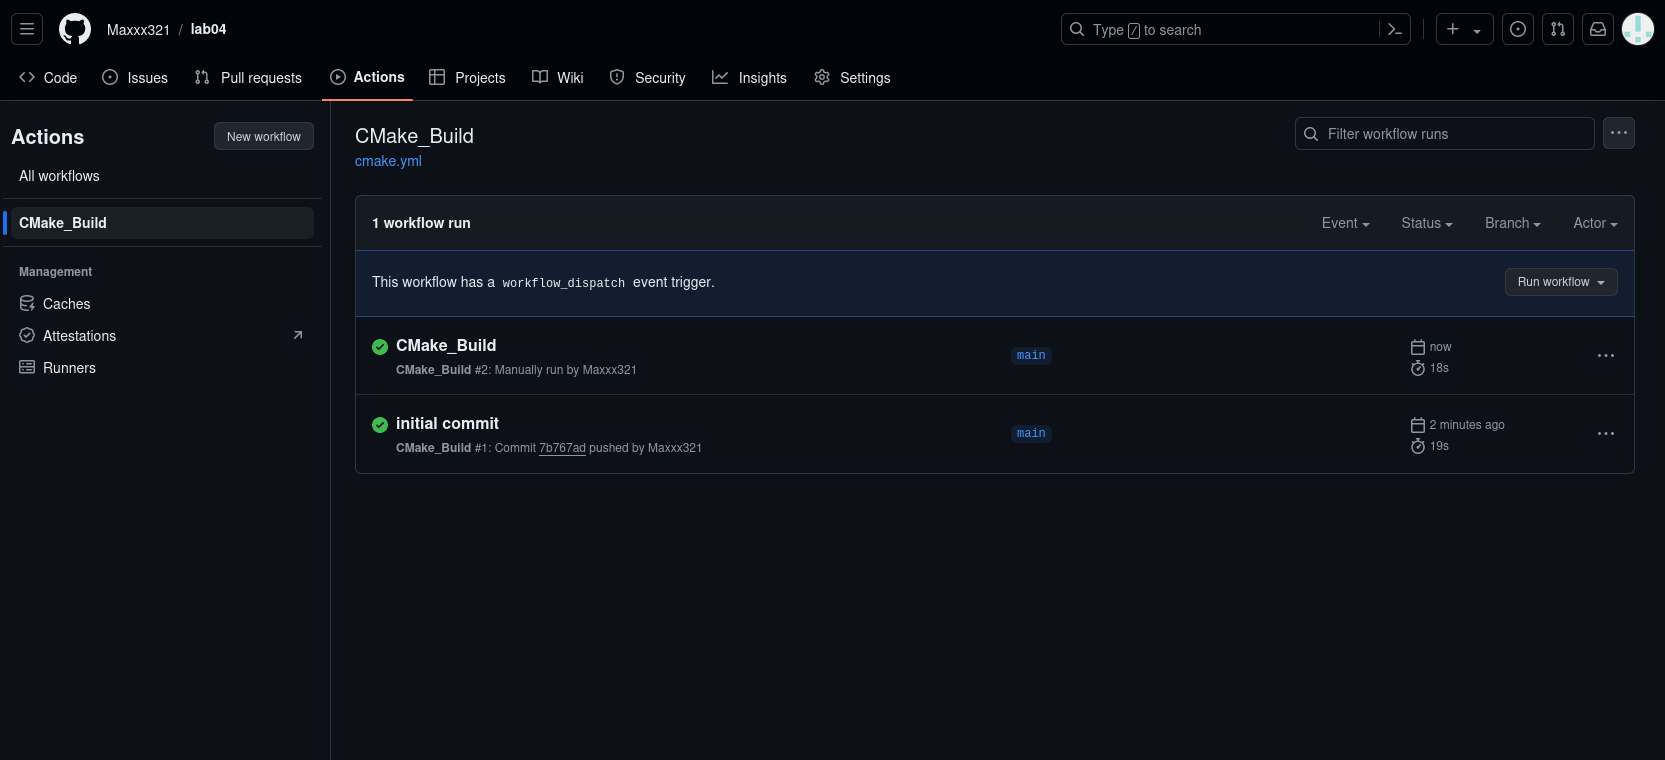 Maxxx321 / lab04
Type / to search
Code Issues Pull requests Actions Projects Wiki Security Insights Settings
Actions
New workflow
All workflows
CMake_Build
Management
Caches
Attestations
Runners
CMake_Build
cmake.yml
Filter workflow runs
1 workflow run
Event Status Branch Actor
This workflow has a workflow_dispatch event trigger.
Run workflow
CMake_Build
CMake_Build #2: Manually run by Maxxx321
main
now
18s
initial commit
CMake_Build #1: Commit 7b767ad pushed by Maxxx321
main
2 minutes ago
19s